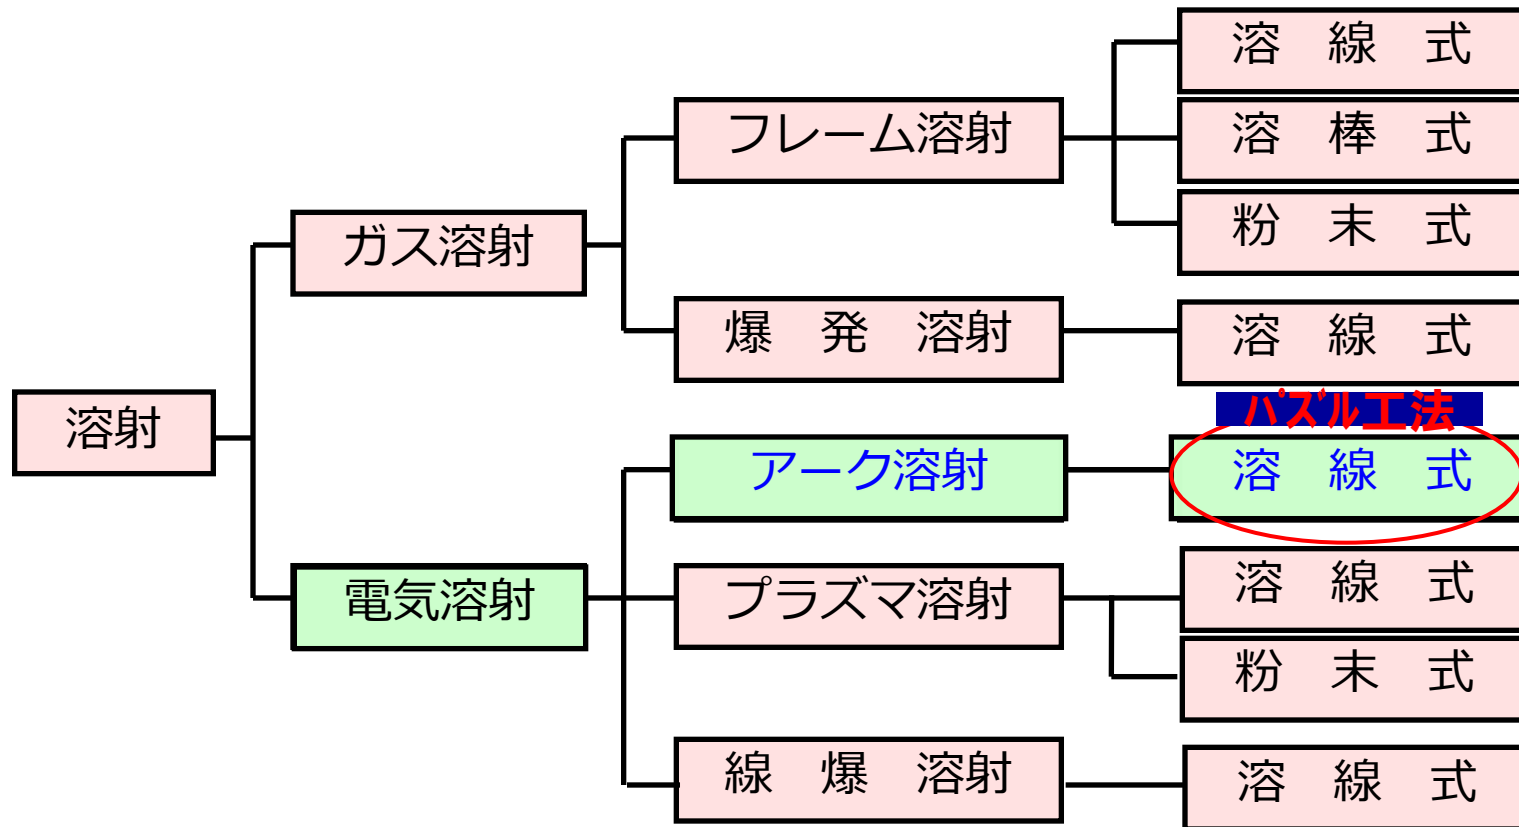 溶射
ガス溶射
フレーム溶射
溶　線　式
溶　棒　式
粉　末　式
爆　発　溶射
溶　線　式
電気溶射
アーク溶射
ﾊﾟｽﾞﾙ工法
溶　線　式
プラズマ溶射
溶　線　式
粉　末　式
線　爆　溶射
溶　線　式